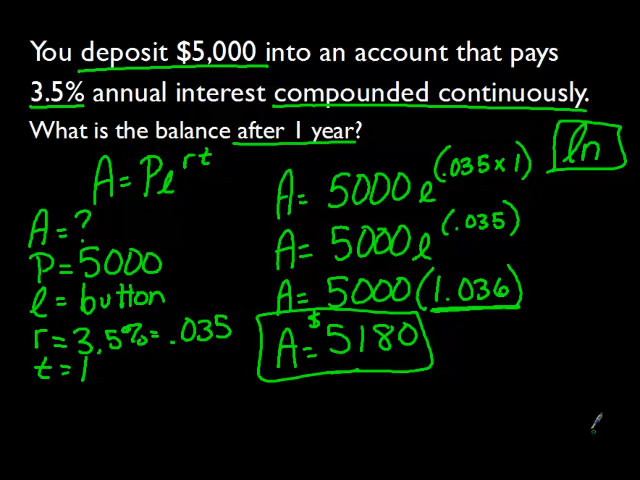 You deposit $5,000 into an account that pays
3.5% annual interest compounded continuously.
What is the balance after 1 year?
ln
A = Pe^rt
A = ?
P = 5000
e = button
r = 3.5% = .035
t = 1
A = 5000 e^(.035 x 1)
A = 5000 e^(.035)
A = 5000 (1.036)
A = $5180